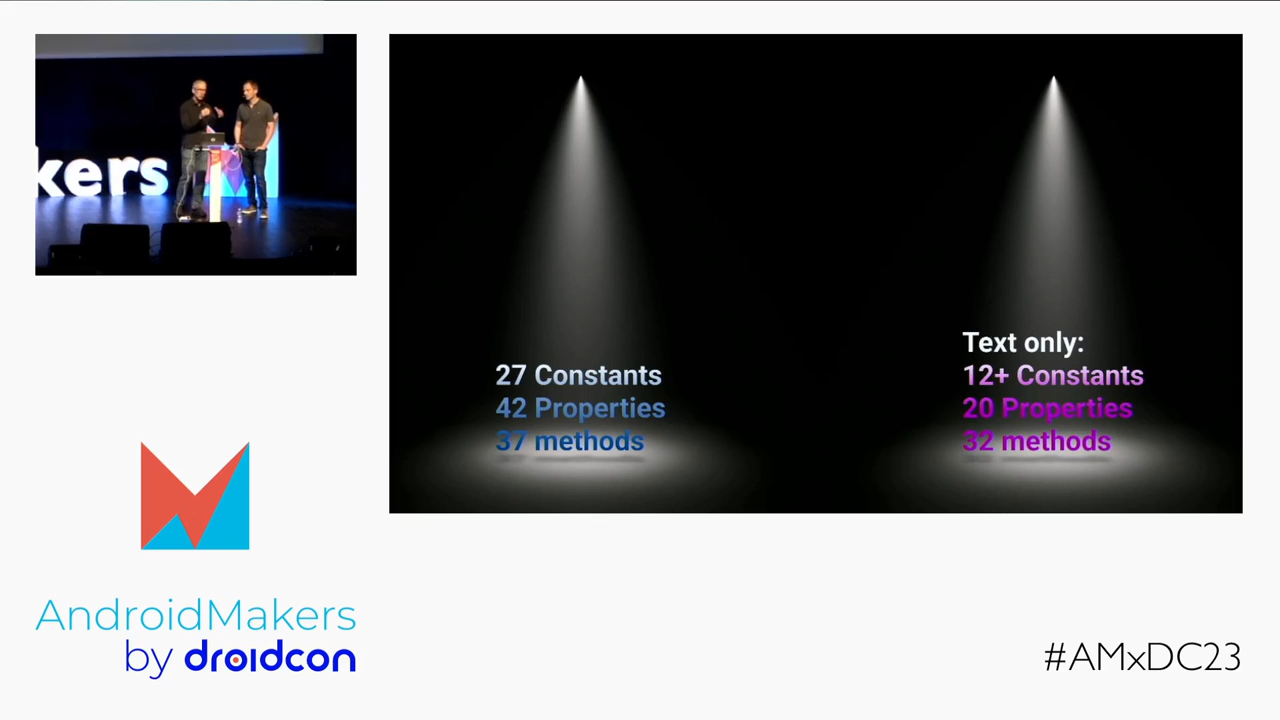 kers
27 Constants
42 Properties
37 methods
Text only:
12+ Constants
20 Properties
32 methods
AndroidMakers
by droidcon
#AMxDC23